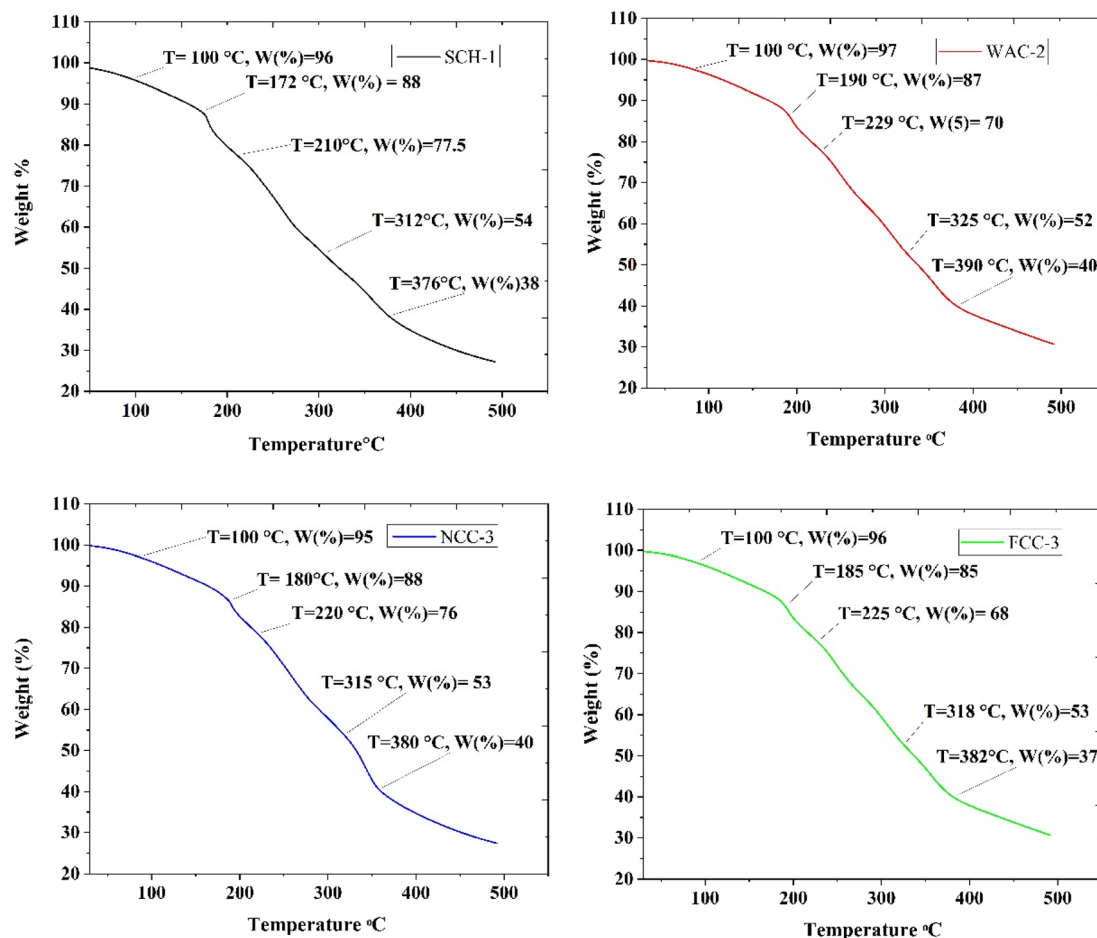 110
100
90
80
70
60
50
40
30
20
Weight %
T= 100 °C, W(%)=96
SCH-1
T=172 °C, W(%) = 88
T=210°C, W(%)=77.5
T=312°C, W(%)=54
T=376°C, W(%)38
100 200 300 400 500
Temperature°C
110
100
90
80
70
60
50
40
30
20
Weight (%)
T= 100 °C, W(%)=97
WAC-2
T=190 °C, W(%)=87
T=229 °C, W(5)= 70
T=325 °C, W(%)=52
T=390 °C, W(%)=40
100 200 300 400 500
Temperature °C
110
100
90
80
70
60
50
40
30
20
Weight (%)
T=100 °C, W(%)=95
NCC-3
T= 180°C, W(%)=88
T=220 °C, W(%)=76
T=315 °C, W(%)= 53
T=380 °C, W(%)=40
100 200 300 400 500
Temperature °C
110
100
90
80
70
60
50
40
30
20
Weight (%)
T=100 °C, W(%)=96
FCC-3
T=185 °C, W(%)=85
T=225 °C, W(%)= 68
T=318 °C, W(%)=53
T=382°C, W(%)=37
100 200 300 400 500
Temperature °C